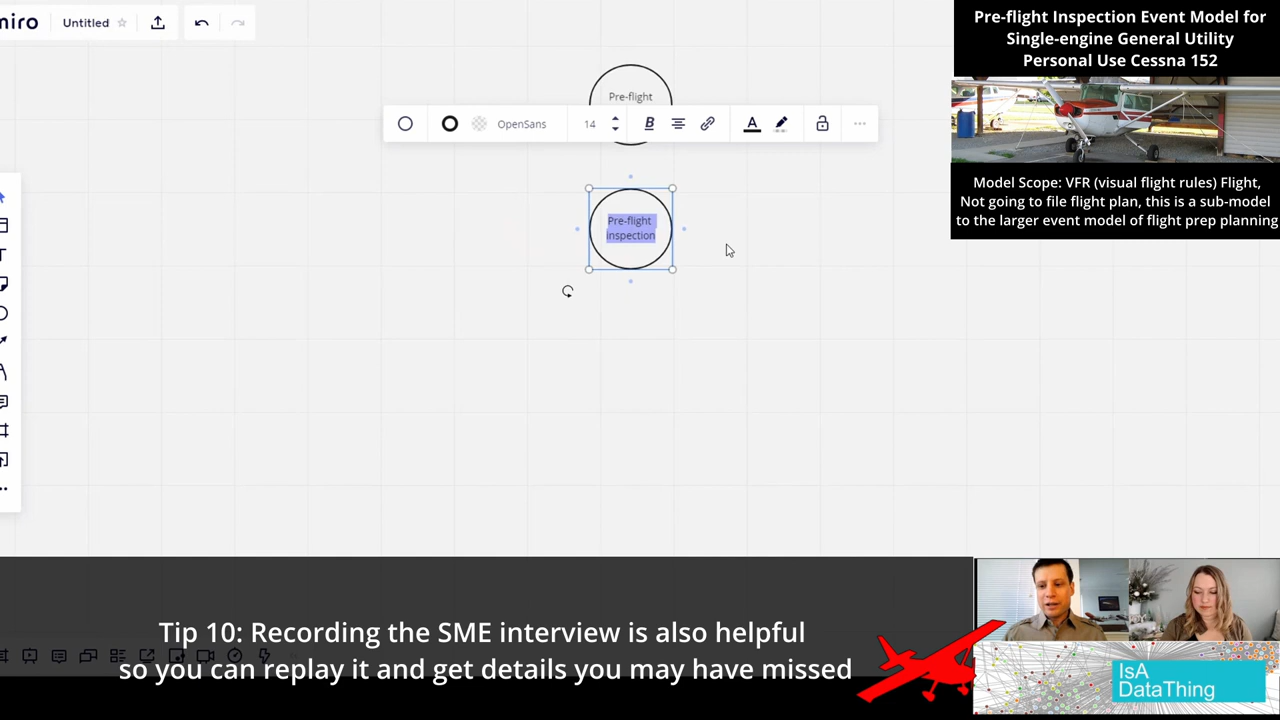 miro
Untitled
Pre-flight
OpenSans
14
B
A
Pre-flight
inspection
Pre-flight Inspection Event Model for
Single-engine General Utility
Personal Use Cessna 152
Model Scope: VFR (visual flight rules) Flight,
Not going to file flight plan, this is a sub-model
to the larger event model of flight prep planning
Tip 10: Recording the SME interview is also helpful
so you can replay it and get details you may have missed
IsA
DataThing